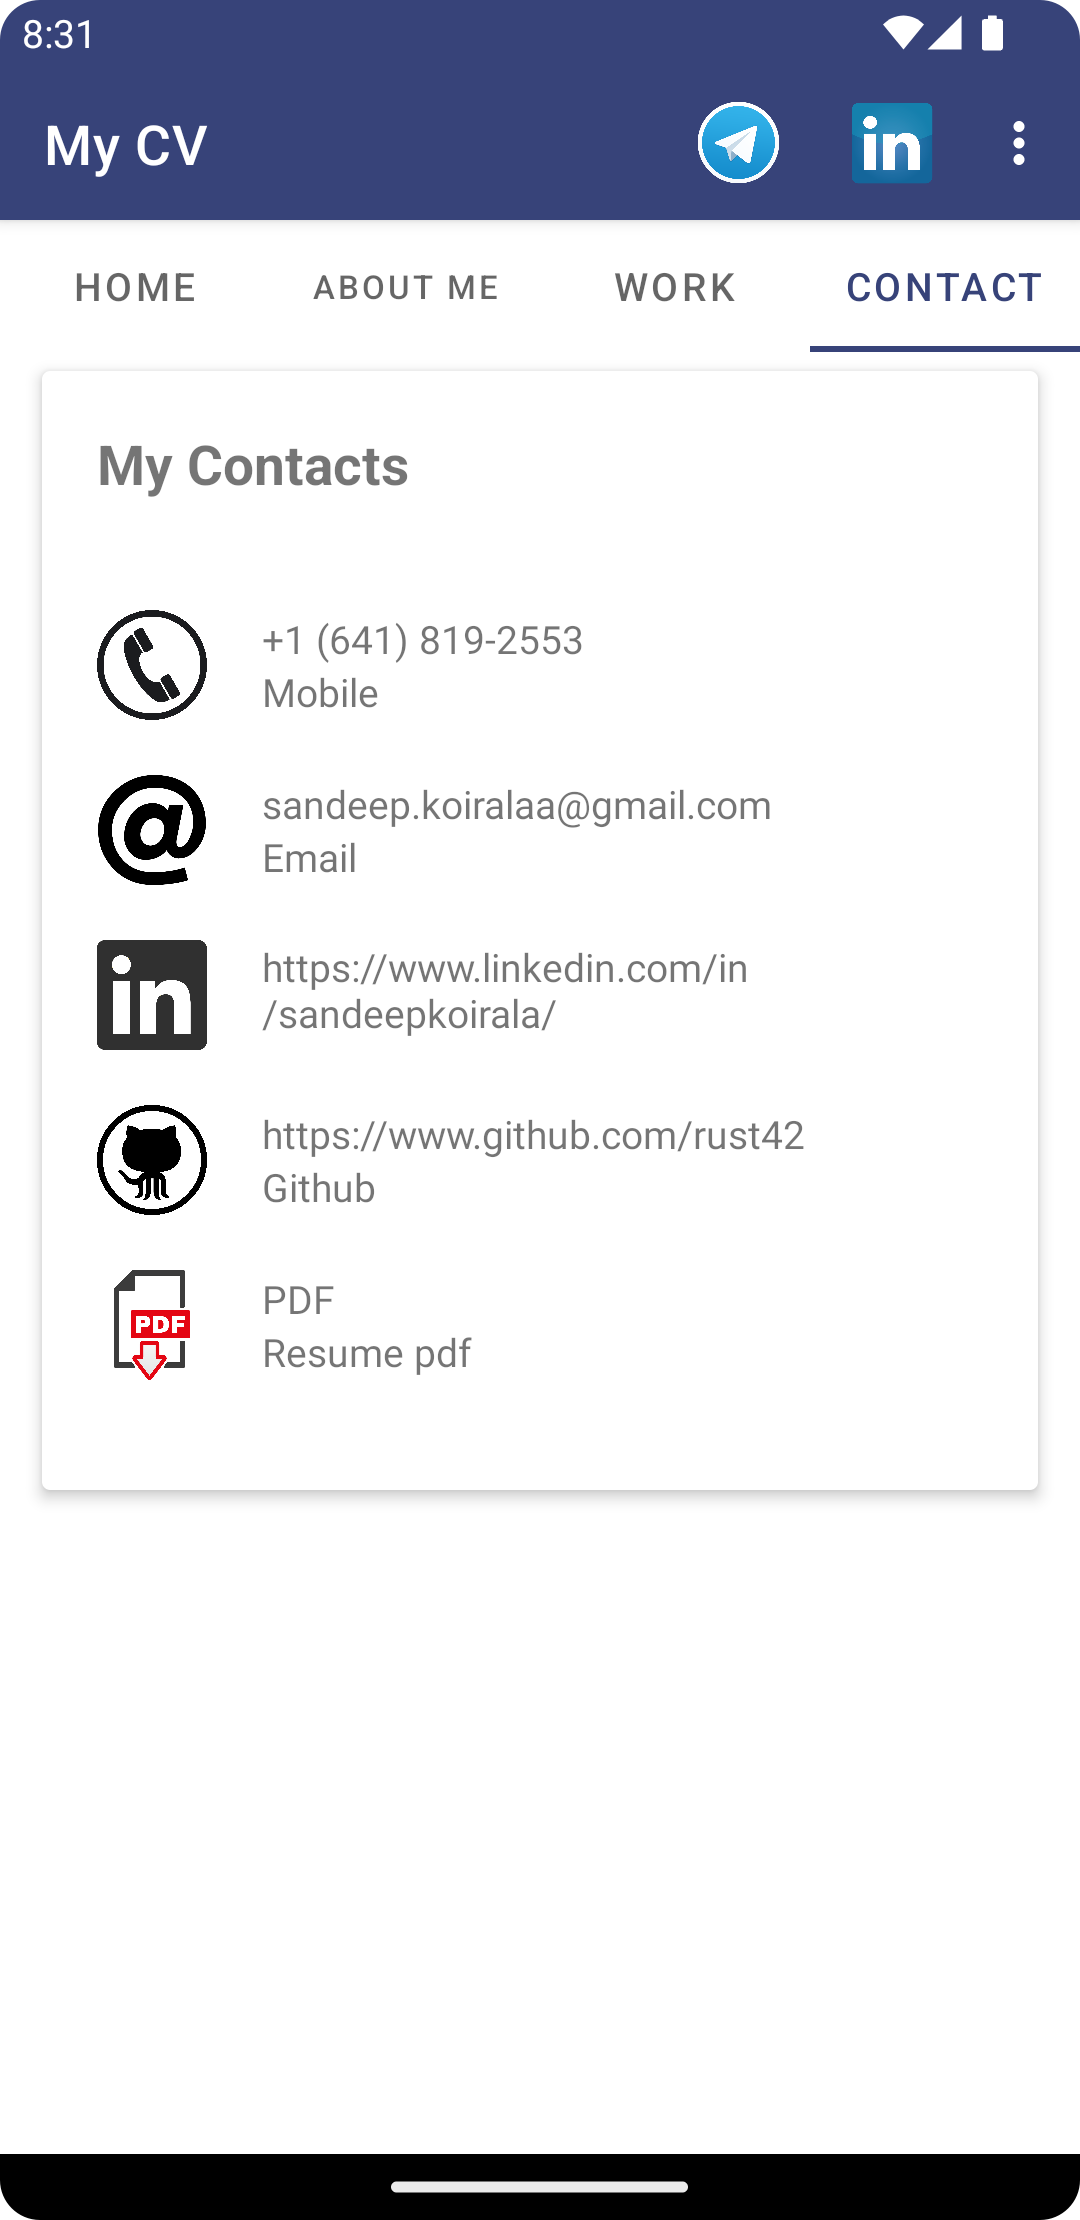 8:31
My CV
in
HOME
ABOUT ME
WORK
CONTACT
My Contacts
+1 (641) 819-2553
Mobile
@
sandeep.koiralaa@gmail.com
Email
in
https://www.linkedin.com/in
/sandeepkoirala/
https://www.github.com/rust42
Github
PDF
PDF
Resume pdf